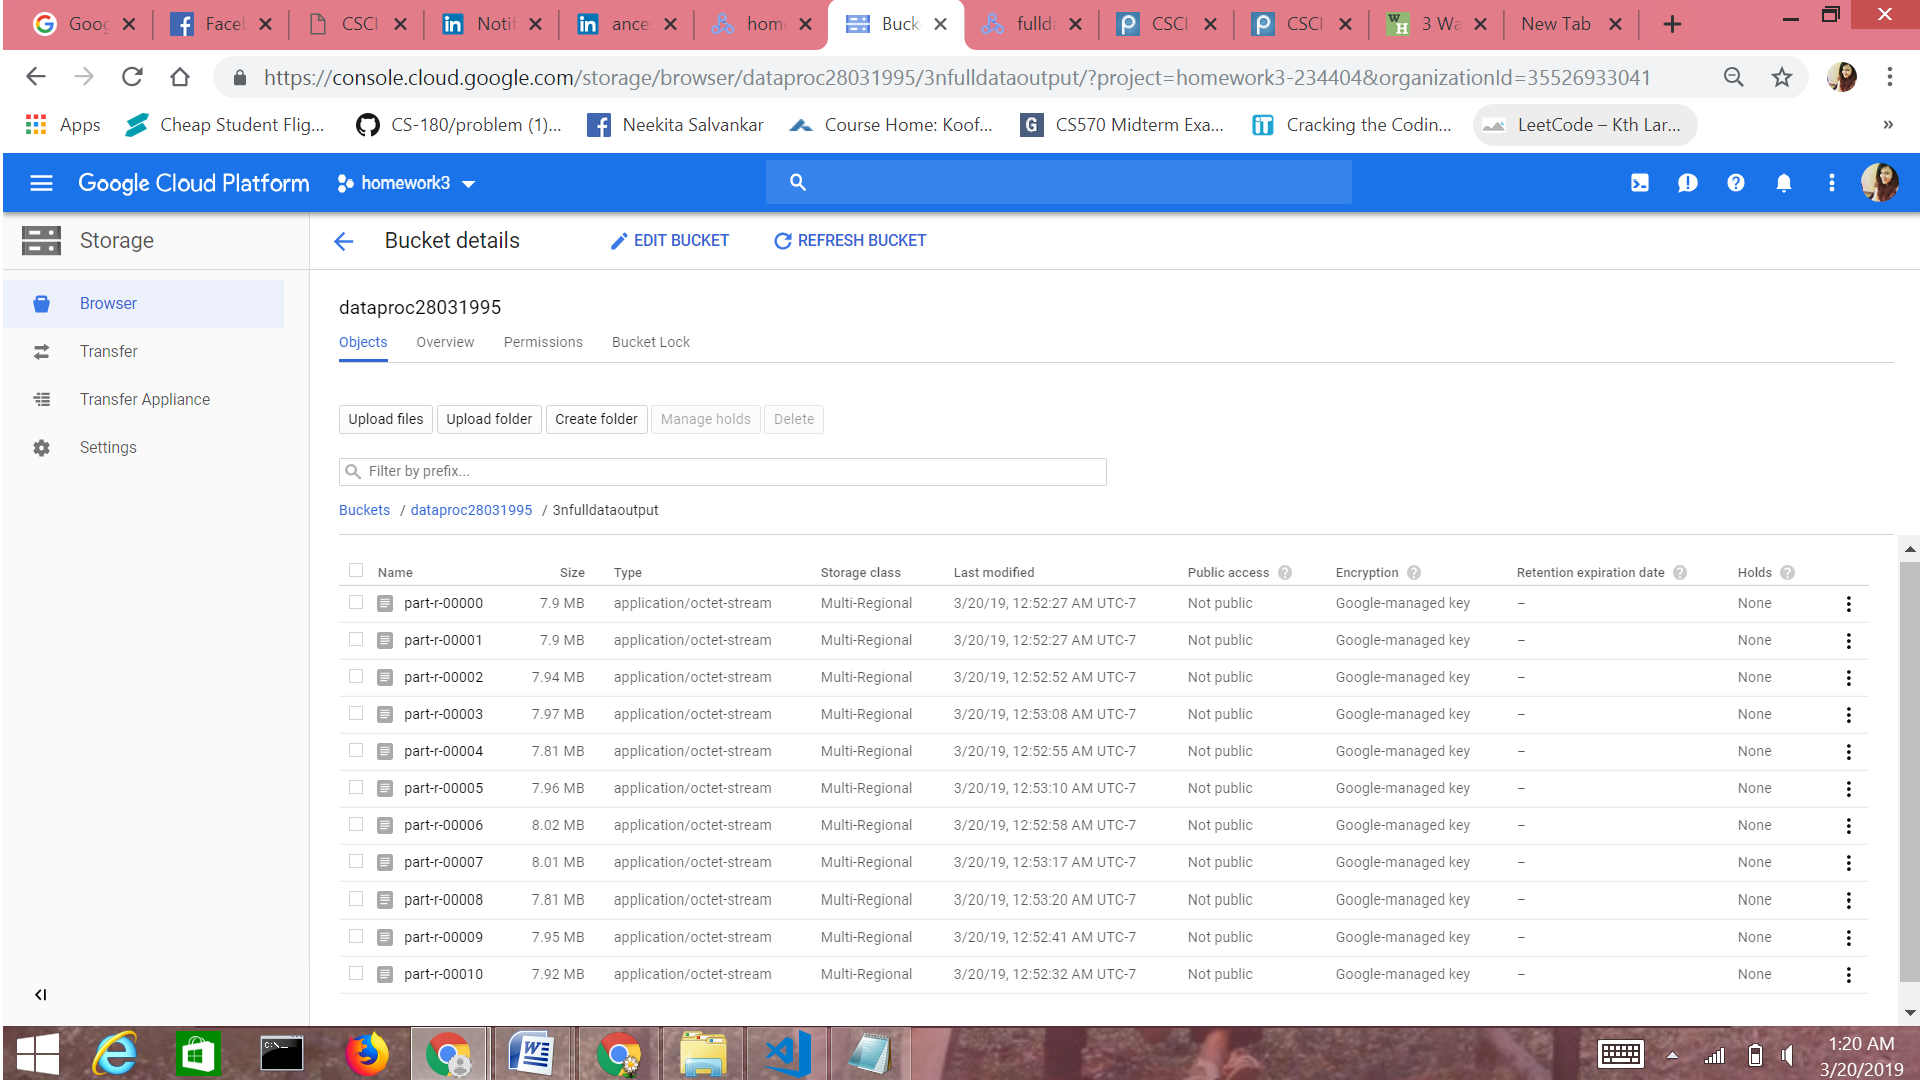 Goog
Face
CSCI
Notif
ance
hom
Buck
fullda
CSCI
CSCI
3 Wa
New Tab
https://console.cloud.google.com/storage/browser/dataproc28031995/3nfulldataoutput/?project=homework3-234404&organizationId=35526933041
Apps
Cheap Student Flig...
CS-180/problem (1)...
Neekita Salvankar
Course Home: Koof...
CS570 Midterm Exa...
Cracking the Codin...
LeetCode – Kth Lar...
»
Google Cloud Platform
homework3
Storage
Bucket details
EDIT BUCKET
REFRESH BUCKET
Browser
Transfer
Transfer Appliance
Settings
dataproc28031995
Objects Overview Permissions Bucket Lock
Upload files Upload folder Create folder Manage holds Delete
Filter by prefix...
Buckets / dataproc28031995 / 3nfulldataoutput
Name Size Type Storage class Last modified Public access Encryption Retention expiration date Holds
part-r-00000 7.9 MB application/octet-stream Multi-Regional 3/20/19, 12:52:27 AM UTC-7 Not public Google-managed key – None
part-r-00001 7.9 MB application/octet-stream Multi-Regional 3/20/19, 12:52:27 AM UTC-7 Not public Google-managed key – None
part-r-00002 7.94 MB application/octet-stream Multi-Regional 3/20/19, 12:52:52 AM UTC-7 Not public Google-managed key – None
part-r-00003 7.97 MB application/octet-stream Multi-Regional 3/20/19, 12:53:08 AM UTC-7 Not public Google-managed key – None
part-r-00004 7.81 MB application/octet-stream Multi-Regional 3/20/19, 12:52:55 AM UTC-7 Not public Google-managed key – None
part-r-00005 7.96 MB application/octet-stream Multi-Regional 3/20/19, 12:53:10 AM UTC-7 Not public Google-managed key – None
part-r-00006 8.02 MB application/octet-stream Multi-Regional 3/20/19, 12:52:58 AM UTC-7 Not public Google-managed key – None
part-r-00007 8.01 MB application/octet-stream Multi-Regional 3/20/19, 12:53:17 AM UTC-7 Not public Google-managed key – None
part-r-00008 7.81 MB application/octet-stream Multi-Regional 3/20/19, 12:53:20 AM UTC-7 Not public Google-managed key – None
part-r-00009 7.95 MB application/octet-stream Multi-Regional 3/20/19, 12:52:41 AM UTC-7 Not public Google-managed key – None
part-r-00010 7.92 MB application/octet-stream Multi-Regional 3/20/19, 12:52:32 AM UTC-7 Not public Google-managed key – None
1:20 AM
3/20/2019